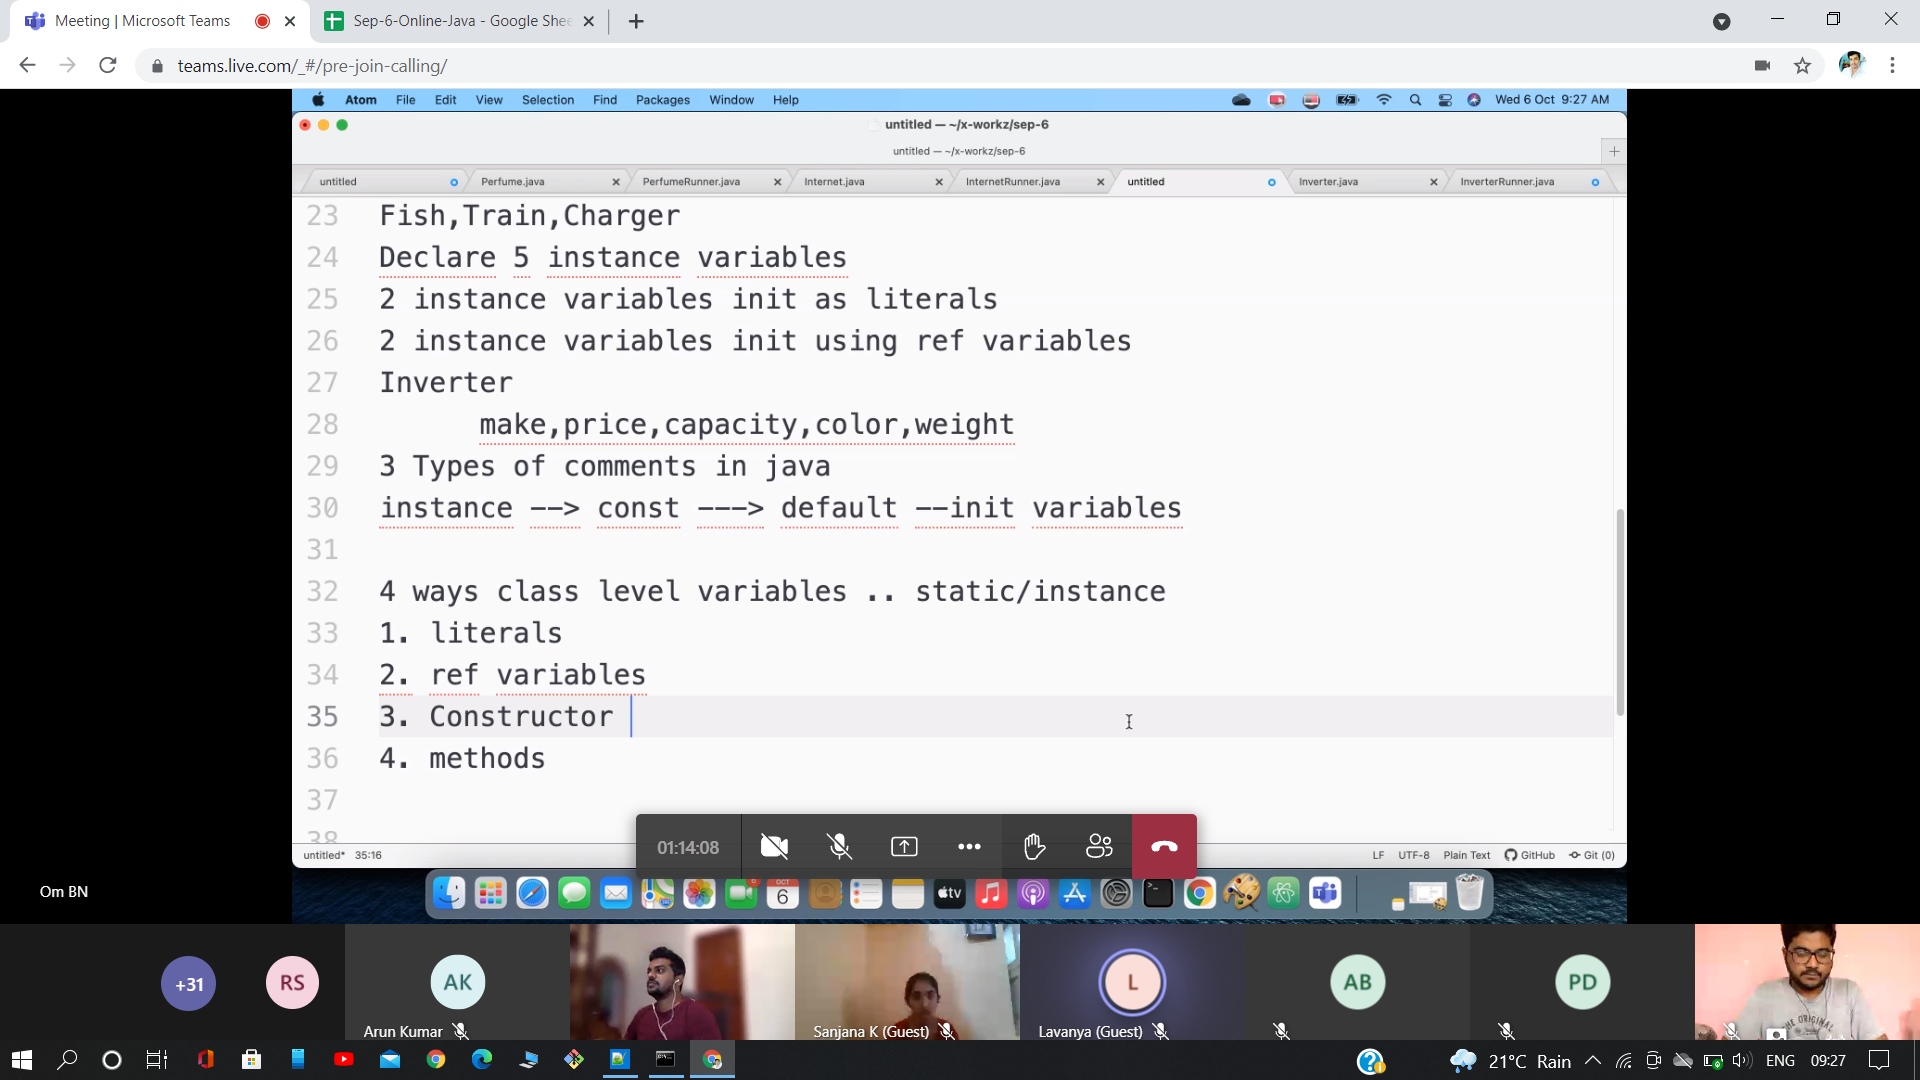 Meeting | Microsoft Teams
Sep-6-Online-Java - Google Shee
teams.live.com/_#/pre-join-calling/
Atom File Edit View Selection Find Packages Window Help
Wed 6 Oct 9:27 AM
untitled — ~/x-workz/sep-6
untitled — ~/x-workz/sep-6
untitled Perfume.java PerfumeRunner.java Internet.java InternetRunner.java untitled Inverter.java InverterRunner.java
23 Fish,Train,Charger
24 Declare 5 instance variables
25 2 instance variables init as literals
26 2 instance variables init using ref variables
27 Inverter
28 make,price,capacity,color,weight
29 3 Types of comments in java
30 instance --> const ---> default --init variables
31
32 4 ways class level variables .. static/instance
33 1. literals
34 2. ref variables
35 3. Constructor
36 4. methods
37
38
01:14:08
untitled* 35:16
LF UTF-8 Plain Text GitHub Git (0)
Om BN
OCT
6
tv
+31 RS AK L AB PD
Arun Kumar Sanjana K (Guest) Lavanya (Guest)
THE ORIGINAL
21°C Rain ENG 09:27